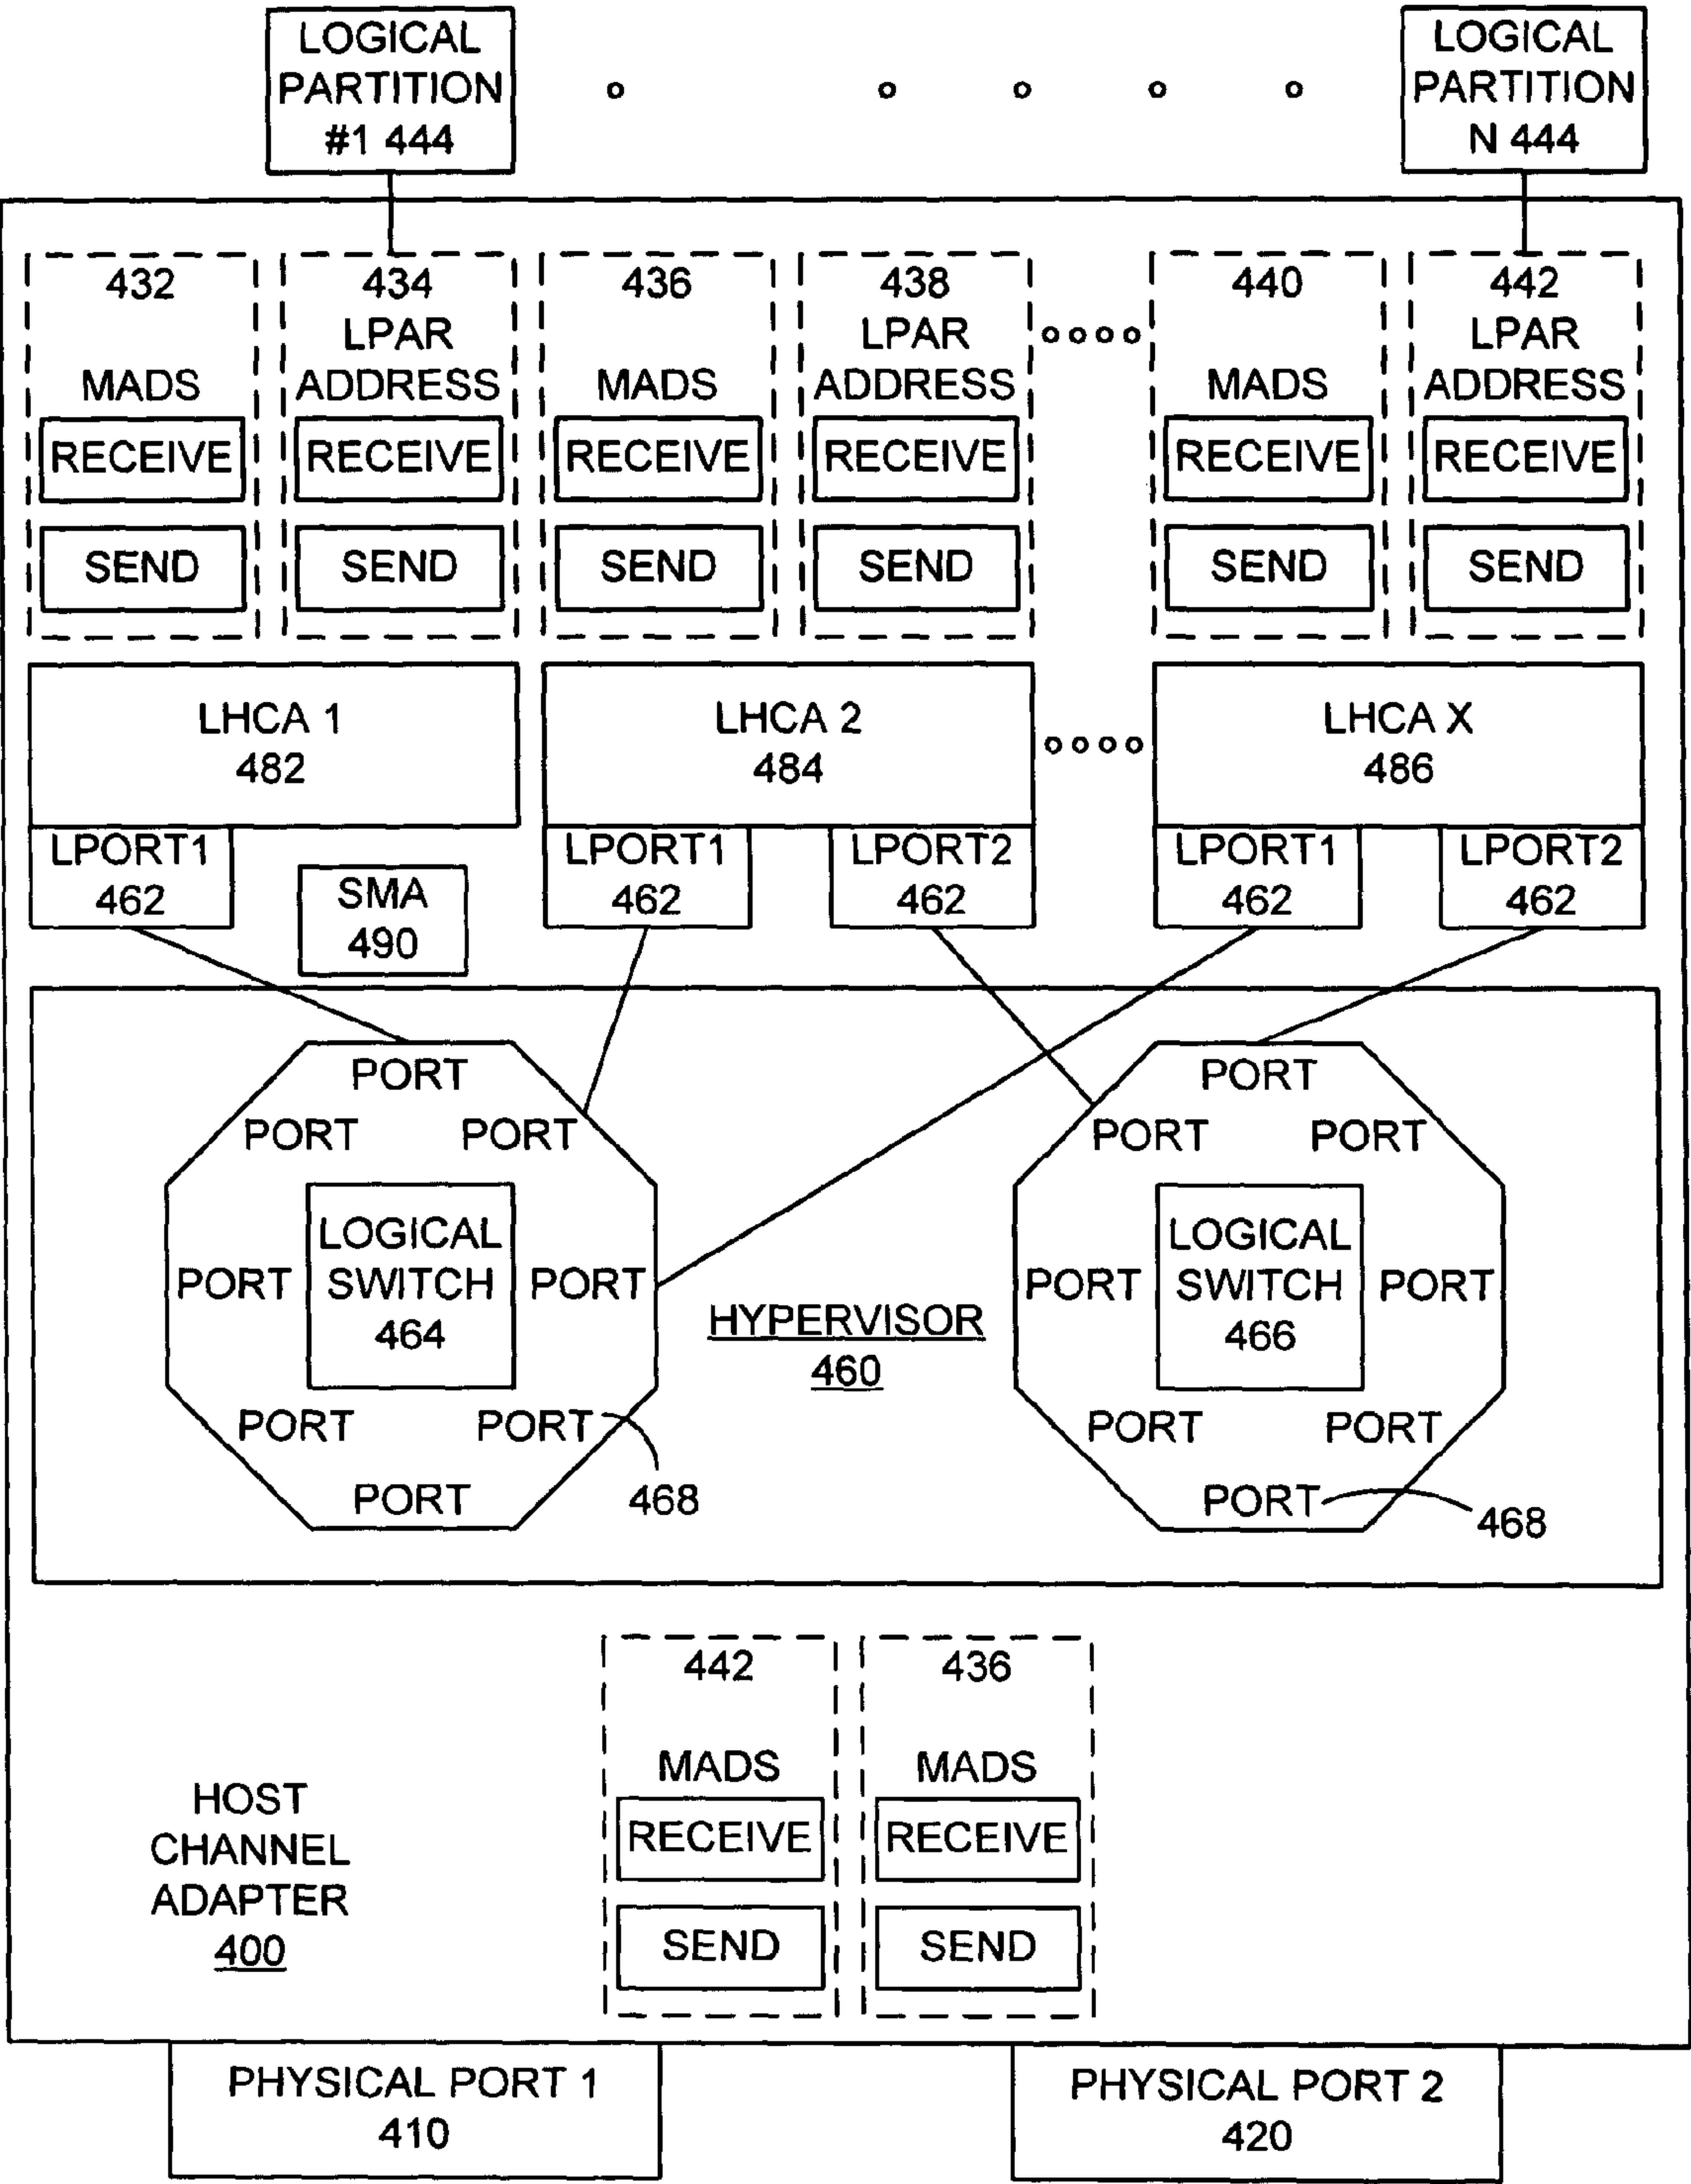 LOGICAL
PARTITION
#1 444
LOGICAL
PARTITION
N 444
432
MADS
RECEIVE
SEND
434
LPAR
ADDRESS
RECEIVE
SEND
436
MADS
RECEIVE
SEND
438
LPAR
ADDRESS
RECEIVE
SEND
440
MADS
RECEIVE
SEND
442
LPAR
ADDRESS
RECEIVE
SEND
LHCA 1
482
LHCA 2
484
LHCA X
486
LPORT1
462
SMA
490
LPORT1
462
LPORT2
462
LPORT1
462
LPORT2
462
PORT
PORT
PORT
PORT
LOGICAL
SWITCH
464
PORT
PORT
PORT
PORT
468
HYPERVISOR
460
PORT
PORT
PORT
PORT
LOGICAL
SWITCH
466
PORT
PORT
PORT
PORT
468
442
MADS
RECEIVE
SEND
436
MADS
RECEIVE
SEND
HOST
CHANNEL
ADAPTER
400
PHYSICAL PORT 1
410
PHYSICAL PORT 2
420